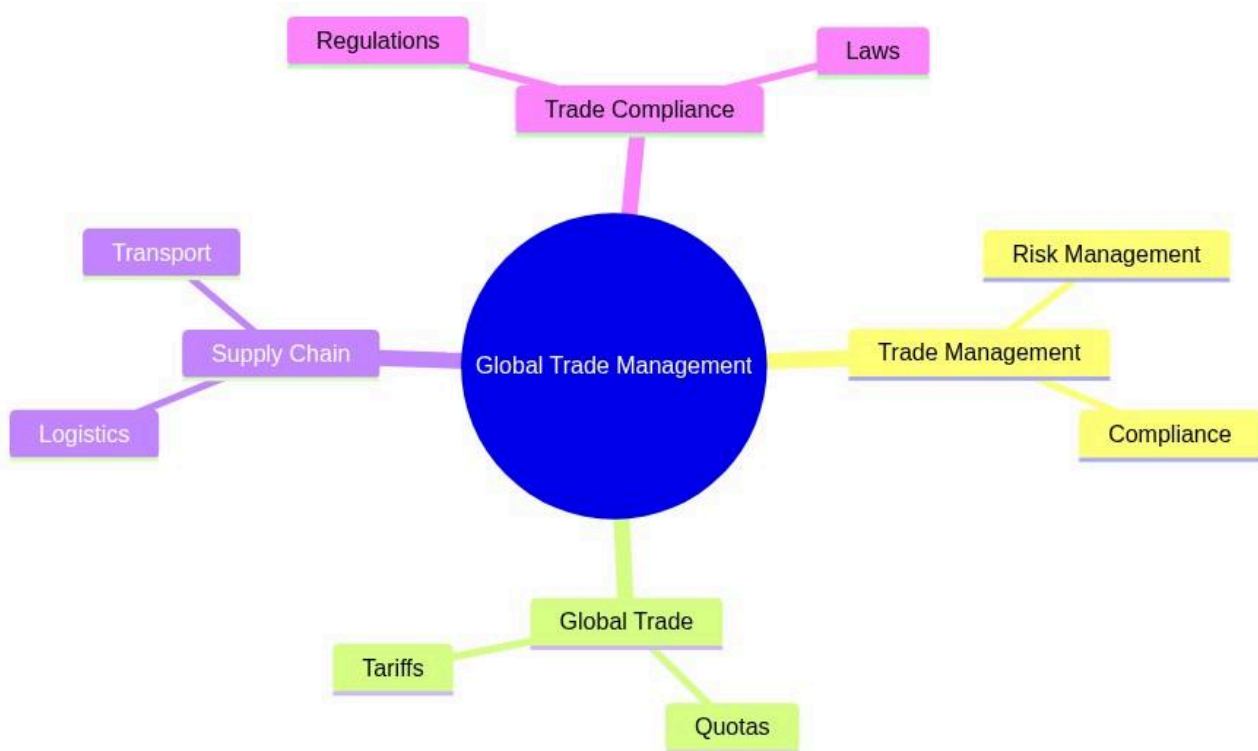 Regulations
Laws
Trade Compliance
Transport
Risk Management
Supply Chain
Global Trade Management
Trade Management
Logistics
Compliance
Global Trade
Tariffs
Quotas